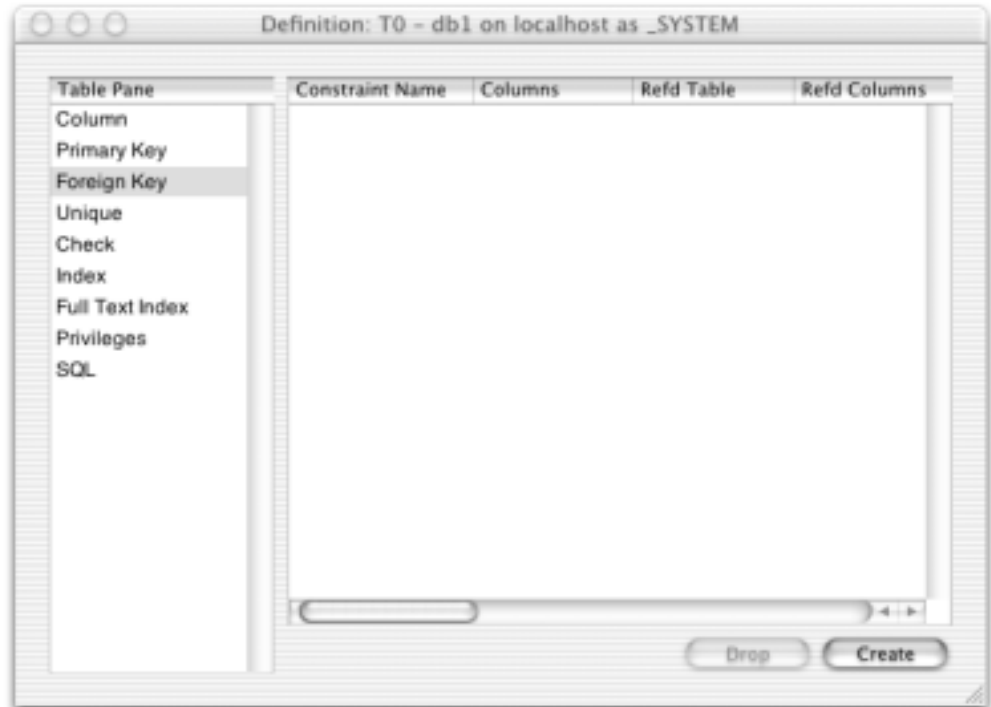 Definition: T0 – db1 on localhost as _SYSTEM
Table Pane
Column
Primary Key
Foreign Key
Unique
Check
Index
Full Text Index
Privileges
SQL
Constraint Name Columns Refd Table Refd Columns
Drop Create